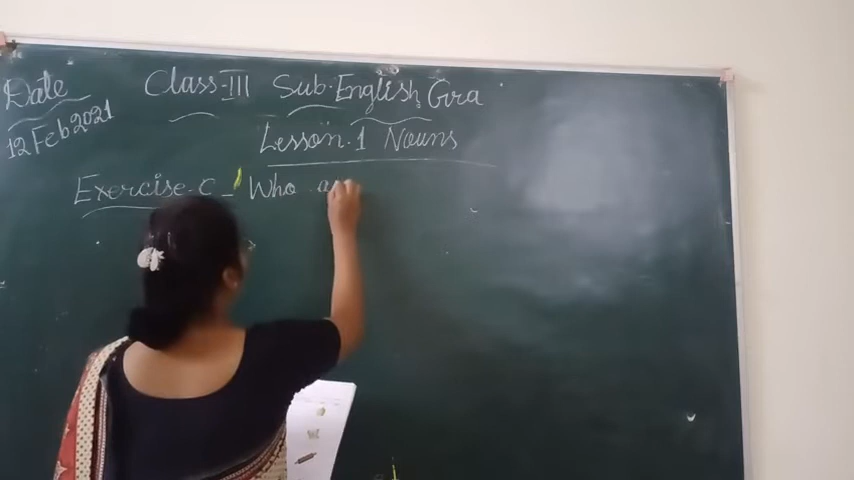 Date Class-III Sub-English Gra
12 Feb 2021
Lesson.1 Nouns
Exercise-C- Who